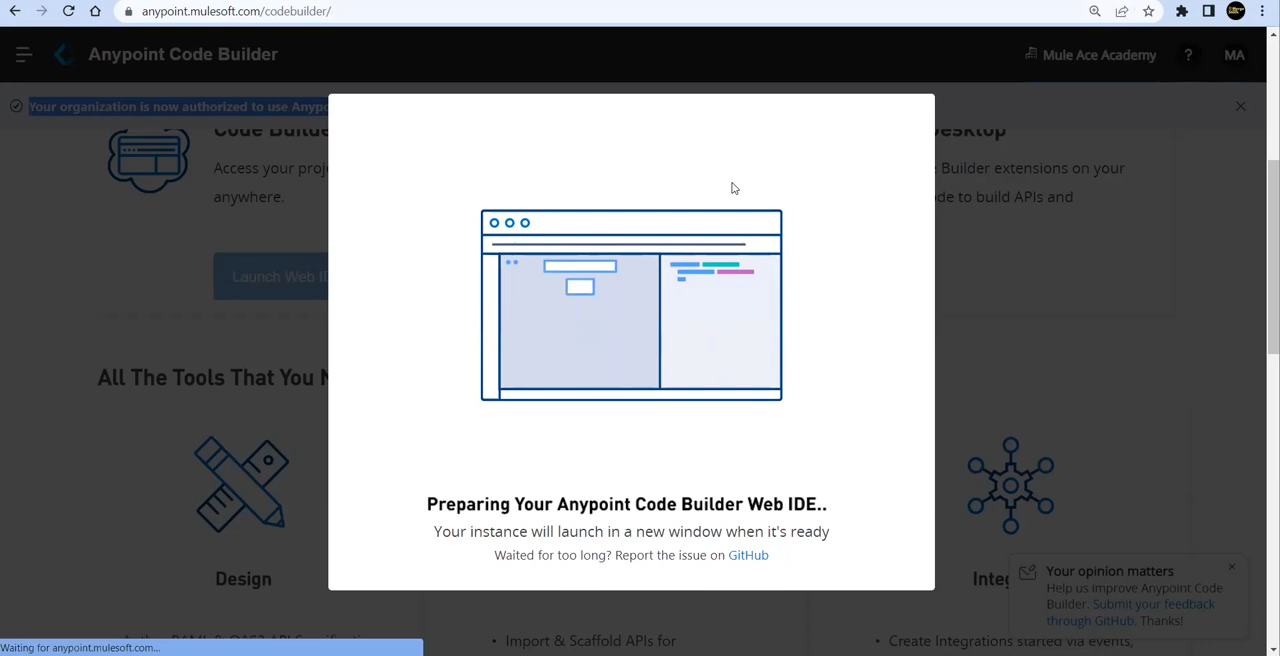 anypoint.mulesoft.com/codebuilder/
Anypoint Code Builder
Mule Ace Academy
?
MA
Your organization is now authorized to use Anypo
Code Builde
Desktop
Access your proje
Builder extensions on your
anywhere.
de to build APIs and
Launch Web I
All The Tools That You N
Preparing Your Anypoint Code Builder Web IDE..
Your instance will launch in a new window when it's ready
Waited for too long? Report the issue on GitHub
Design
Integ
Your opinion matters
Help us improve Anypoint Code
Builder. Submit your feedback
through GitHub. Thanks!
• Import & Scaffold APIs for
• Create Integrations started via events,
Waiting for anypoint.mulesoft.com...